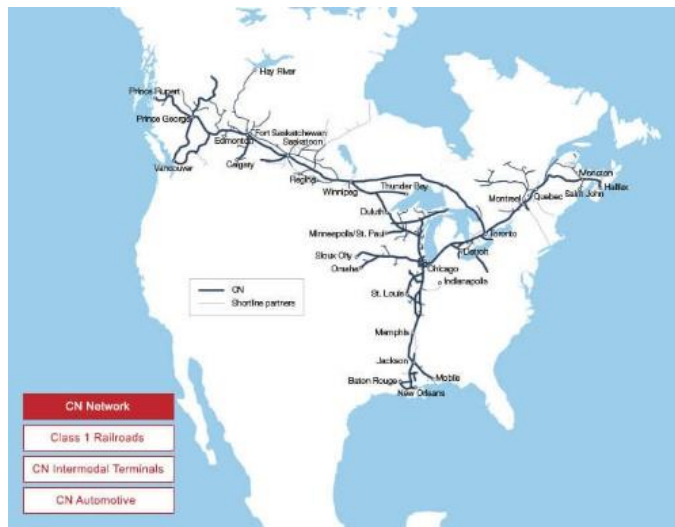 Hay River
Prince Rupert
Prince George
Fort Saskatchewan
Edmonton
Saskatoon
Vancouver
Calgary
Regina
Winnipeg
Thunder Bay
Moncton
Halifax
Saint John
Quebec
Montreal
Duluth
Minneapolis/St. Paul
Toronto
Detroit
Sioux City
Omaha
Chicago
Indianapolis
CN
Shortline partners
St. Louis
Memphis
Jackson
Baton Rouge
Mobile
New Orleans
CN Network
Class 1 Railroads
CN Intermodal Terminals
CN Automotive